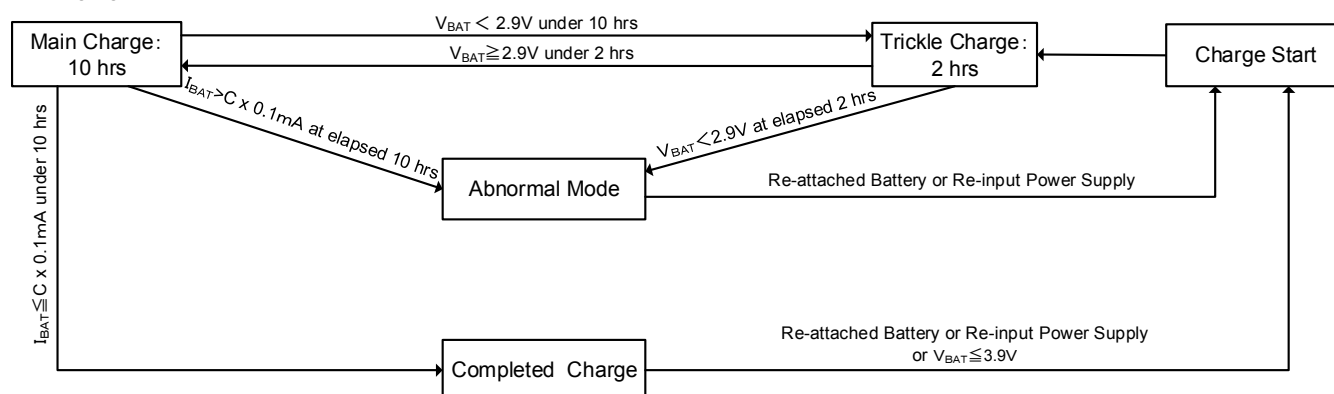 V_BAT < 2.9V under 10 hrs
Main Charge:
10 hrs
V_BAT≧2.9V under 2 hrs
Trickle Charge:
2 hrs
Charge Start
I_BAT>C x 0.1mA at elapsed 10 hrs
V_BAT<2.9V at elapsed 2 hrs
Abnormal Mode
Re-attached Battery or Re-input Power Supply
I_BAT≦C x 0.1mA under 10 hrs
Re-attached Battery or Re-input Power Supply
or V_BAT≦3.9V
Completed Charge